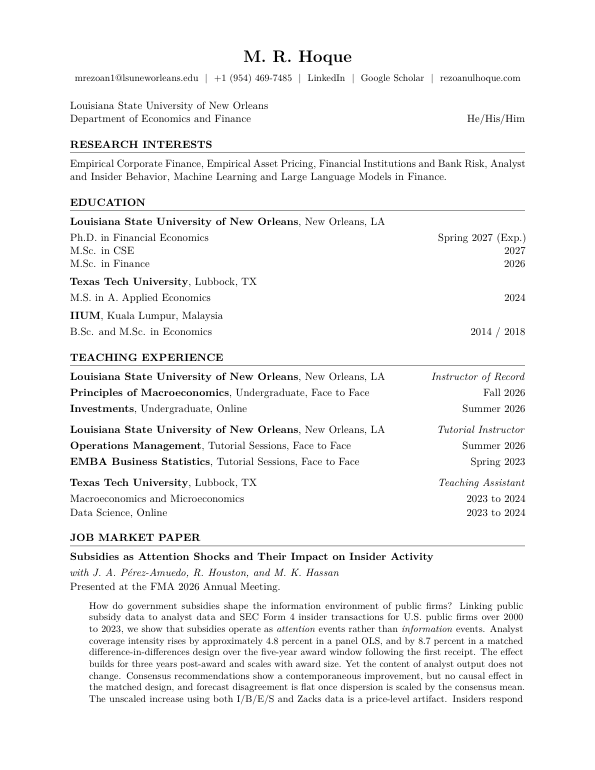 M. R. Hoque
mrezoan1@lsuneworleans.edu | +1 (954) 469-7485 | LinkedIn | Google Scholar | rezoanulhoque.com
Louisiana State University of New Orleans
Department of Economics and Finance He/His/Him
RESEARCH INTERESTS
Empirical Corporate Finance, Empirical Asset Pricing, Financial Institutions and Bank Risk, Analyst
and Insider Behavior, Machine Learning and Large Language Models in Finance.
EDUCATION
Louisiana State University of New Orleans, New Orleans, LA
Ph.D. in Financial Economics Spring 2027 (Exp.)
M.Sc. in CSE 2027
M.Sc. in Finance 2026
Texas Tech University, Lubbock, TX
M.S. in A. Applied Economics 2024
IIUM, Kuala Lumpur, Malaysia
B.Sc. and M.Sc. in Economics 2014 / 2018
TEACHING EXPERIENCE
Louisiana State University of New Orleans, New Orleans, LA Instructor of Record
Principles of Macroeconomics, Undergraduate, Face to Face Fall 2026
Investments, Undergraduate, Online Summer 2026
Louisiana State University of New Orleans, New Orleans, LA Tutorial Instructor
Operations Management, Tutorial Sessions, Face to Face Summer 2026
EMBA Business Statistics, Tutorial Sessions, Face to Face Spring 2023
Texas Tech University, Lubbock, TX Teaching Assistant
Macroeconomics and Microeconomics 2023 to 2024
Data Science, Online 2023 to 2024
JOB MARKET PAPER
Subsidies as Attention Shocks and Their Impact on Insider Activity
with J. A. Pérez-Amuedo, R. Houston, and M. K. Hassan
Presented at the FMA 2026 Annual Meeting.
How do government subsidies shape the information environment of public firms? Linking public
subsidy data to analyst data and SEC Form 4 insider transactions for U.S. public firms over 2000
to 2023, we show that subsidies operate as attention events rather than information events. Analyst
coverage intensity rises by approximately 4.8 percent in a panel OLS, and by 8.7 percent in a matched
difference-in-differences design over the five-year award window following the first receipt. The effect
builds for three years post-award and scales with award size. Yet the content of analyst output does not
change. Consensus recommendations show a contemporaneous improvement, but no causal effect in
the matched design, and forecast disagreement is flat once dispersion is scaled by the consensus mean.
The unscaled increase using both I/B/E/S and Zacks data is a price-level artifact. Insiders respond